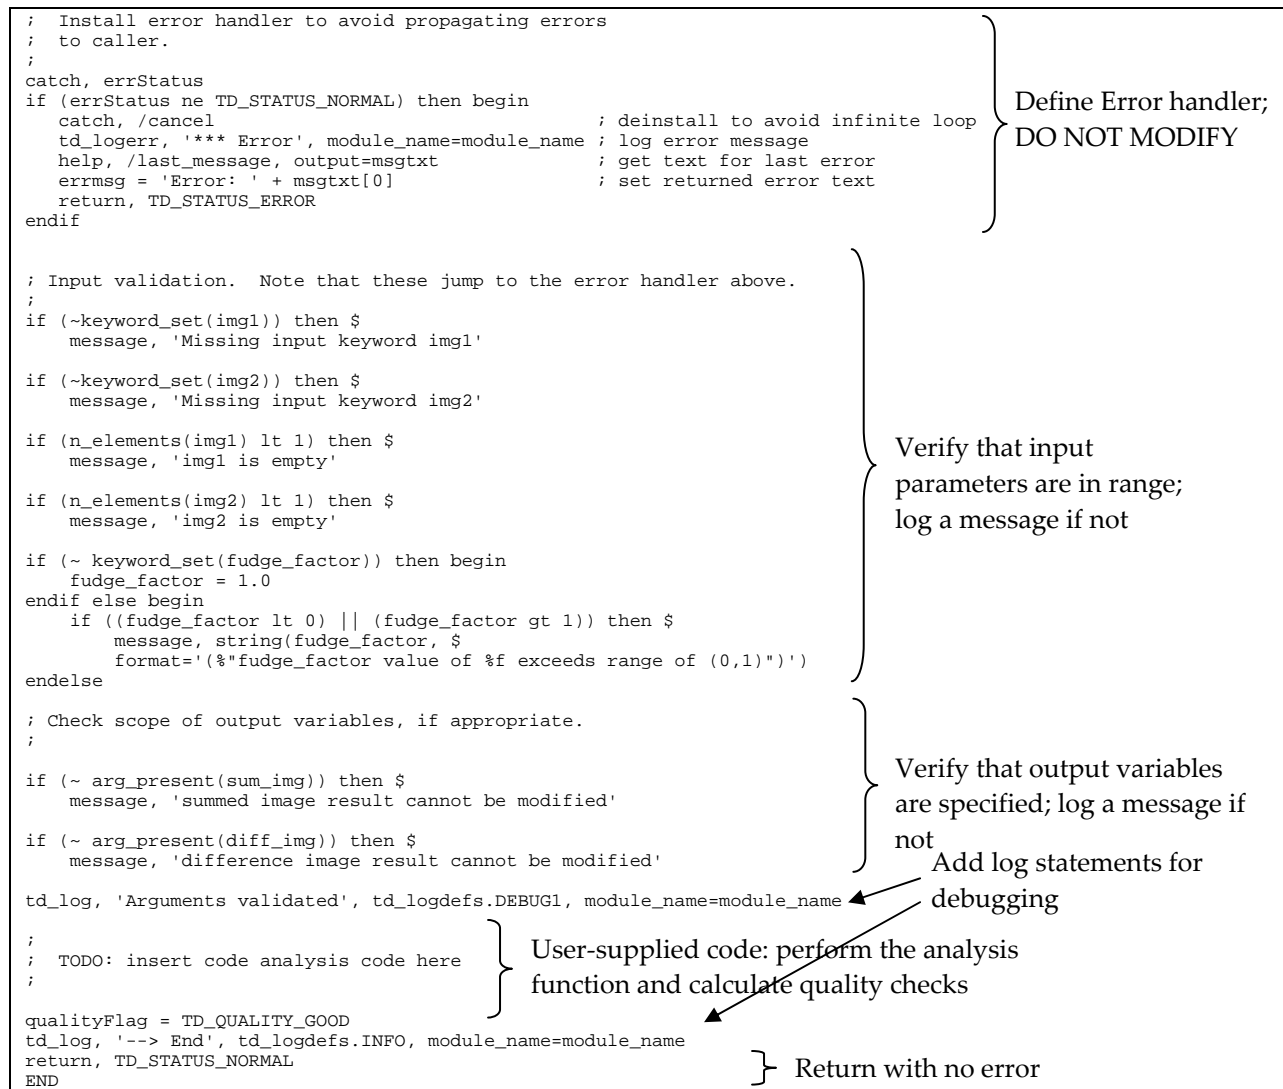 ;  Install error handler to avoid propagating errors
;  to caller.
;
catch, errStatus
if (errStatus ne TD_STATUS_NORMAL) then begin
   catch, /cancel                                  ; deinstall to avoid infinite loop
   td_logerr, '*** Error', module_name=module_name ; log error message
   help, /last_message, output=msgtxt              ; get text for last error
   errmsg = 'Error: ' + msgtxt[0]                  ; set returned error text
   return, TD_STATUS_ERROR
endif
Define Error handler;
DO NOT MODIFY
; Input validation.  Note that these jump to the error handler above.
;
if (~keyword_set(img1)) then $
    message, 'Missing input keyword img1'
if (~keyword_set(img2)) then $
    message, 'Missing input keyword img2'
if (n_elements(img1) lt 1) then $
    message, 'img1 is empty'
if (n_elements(img2) lt 1) then $
    message, 'img2 is empty'
if (~ keyword_set(fudge_factor)) then begin
    fudge_factor = 1.0
endif else begin
    if ((fudge_factor lt 0) || (fudge_factor gt 1)) then $
        message, string(fudge_factor, $
        format='(%"fudge_factor value of %f exceeds range of (0,1)")')
endelse
Verify that input
parameters are in range;
log a message if not
; Check scope of output variables, if appropriate.
;
if (~ arg_present(sum_img)) then $
    message, 'summed image result cannot be modified'
if (~ arg_present(diff_img)) then $
    message, 'difference image result cannot be modified'
Verify that output variables
are specified; log a message if
not
td_log, 'Arguments validated', td_logdefs.DEBUG1, module_name=module_name
Add log statements for
debugging
;
;  TODO: insert code analysis code here
;
User-supplied code: perform the analysis
function and calculate quality checks
qualityFlag = TD_QUALITY_GOOD
td_log, '--> End', td_logdefs.INFO, module_name=module_name
return, TD_STATUS_NORMAL
END
Return with no error